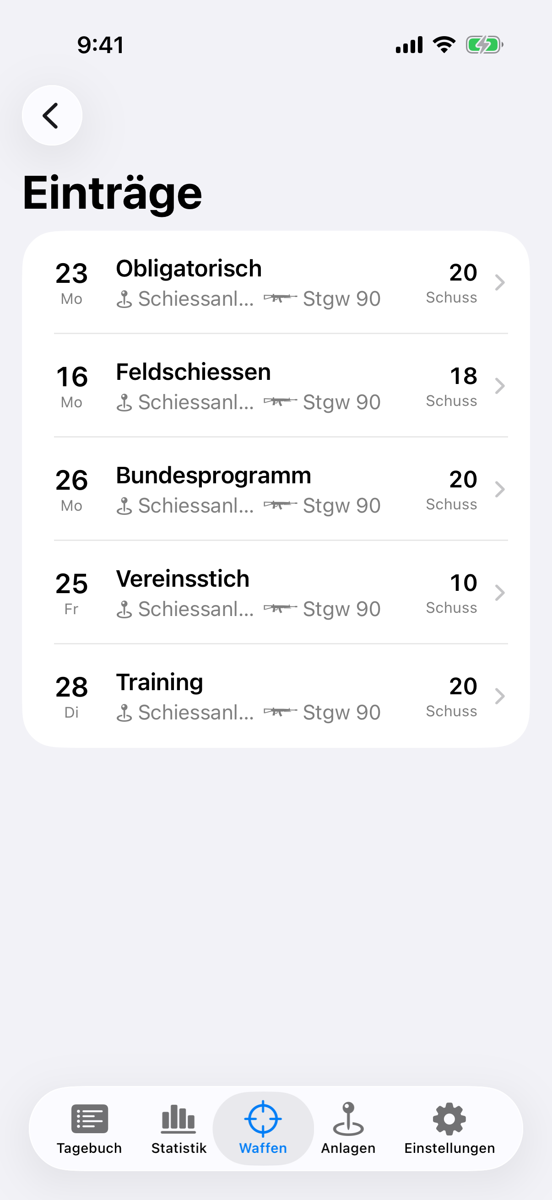 9:41
Einträge
23 Obligatorisch 20
Mo Schiessanl... Stgw 90 Schuss
16 Feldschiessen 18
Mo Schiessanl... Stgw 90 Schuss
26 Bundesprogramm 20
Mo Schiessanl... Stgw 90 Schuss
25 Vereinsstich 10
Fr Schiessanl... Stgw 90 Schuss
28 Training 20
Di Schiessanl... Stgw 90 Schuss
Tagebuch Statistik Waffen Anlagen Einstellungen